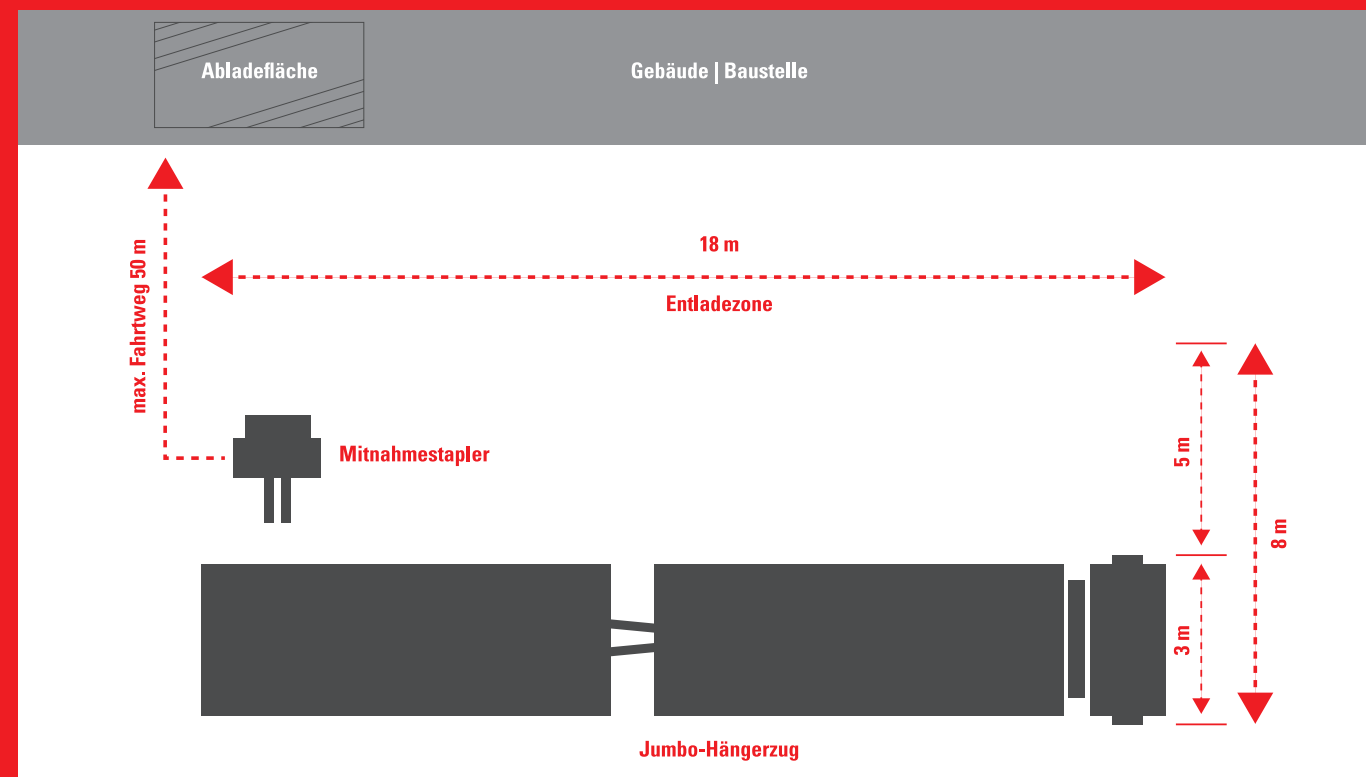 Abladefläche
Gebäude | Baustelle
18 m
Entladezone
max. Fahrtweg 50 m
Mitnahmestapler
5 m
8 m
3 m
Jumbo-Hängerzug